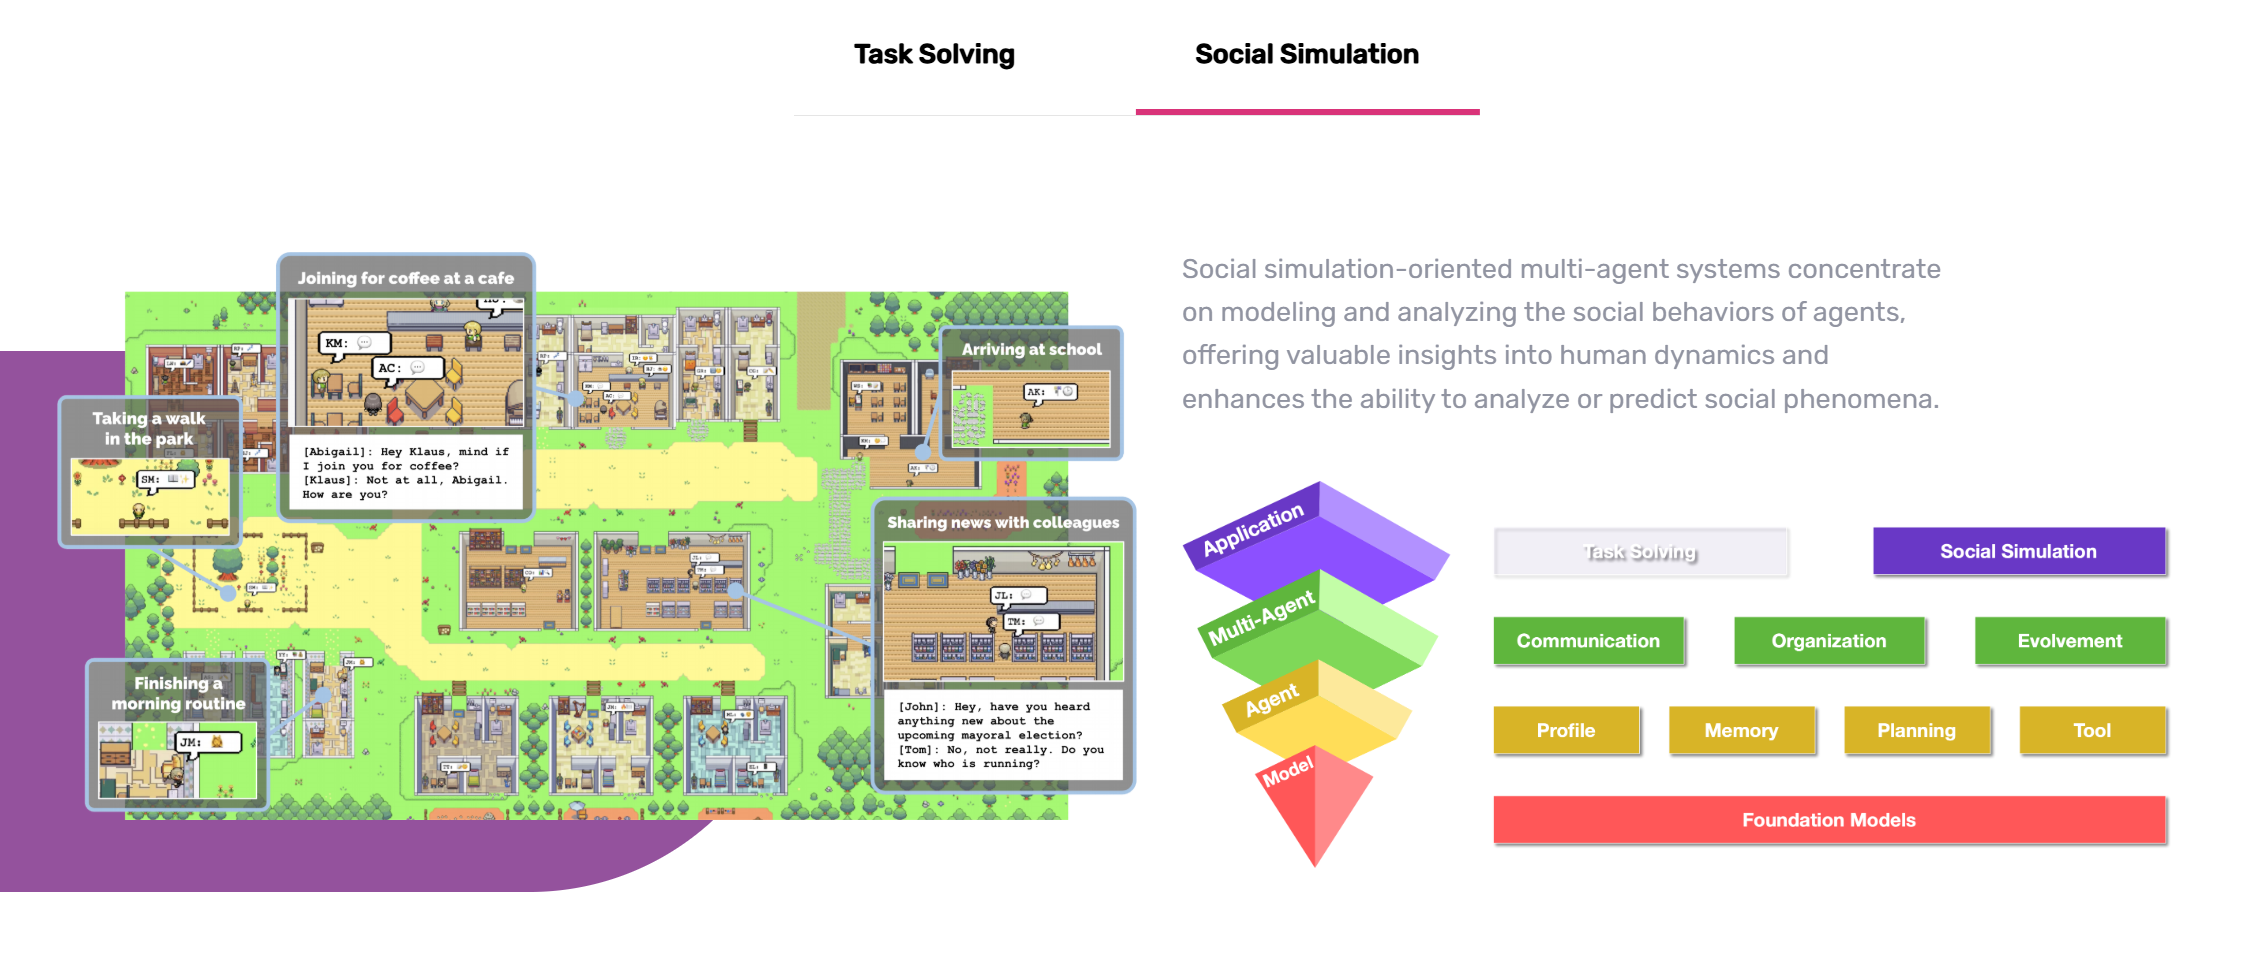 Task Solving
Social Simulation
Joining for coffee at a cafe
KM:
AC:
[Abigail]: Hey Klaus, mind if
I join you for coffee?
[Klaus]: Not at all, Abigail.
How are you?
Taking a walk
in the park
SM:
Arriving at school
AK:
Sharing news with colleagues
JL:
TM:
[John]: Hey, have you heard
anything new about the
upcoming mayoral election?
[Tom]: No, not really. Do you
know who is running?
Finishing a
morning routine
JM:
Social simulation-oriented multi-agent systems concentrate
on modeling and analyzing the social behaviors of agents,
offering valuable insights into human dynamics and
enhances the ability to analyze or predict social phenomena.
Application
Task Solving
Social Simulation
Multi-Agent
Communication
Organization
Evolvement
Agent
Profile
Memory
Planning
Tool
Model
Foundation Models